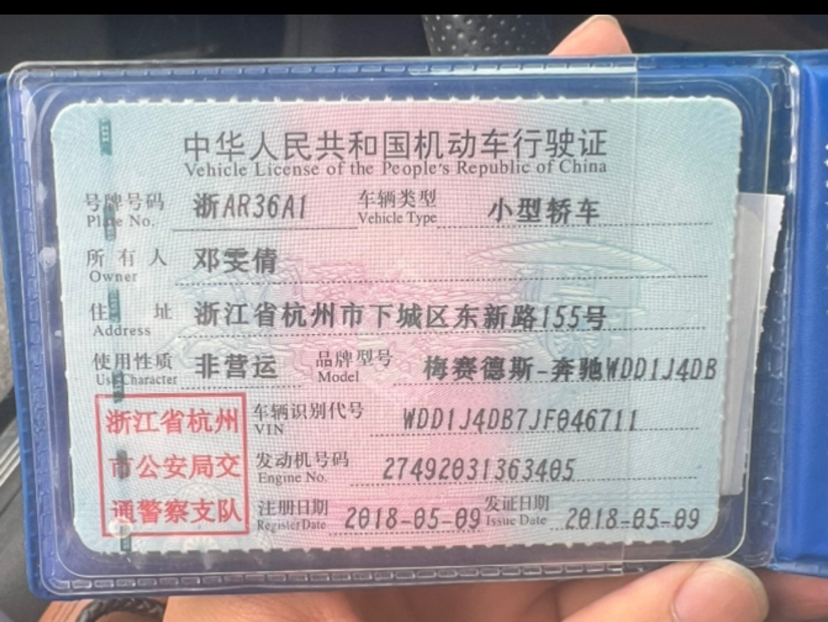 中华人民共和国机动车行驶证
Vehicle License of the People's Republic of China
号牌号码 浙AR36A1 车辆类型 小型轿车
Plate No. Vehicle Type
所有人 邓雯倩
Owner
住址 浙江省杭州市下城区东新路155号
Address
使用性质 非营运 品牌型号 梅赛德斯-奔驰WDD1J4DB
Use Character Model
浙江省杭州 车辆识别代号 WDD1J4DB7JF046711
VIN
市公安局交 发动机号码 27492031363405
Engine No.
通警察支队 注册日期 2018-05-09 发证日期 2018-05-09
Register Date Issue Date